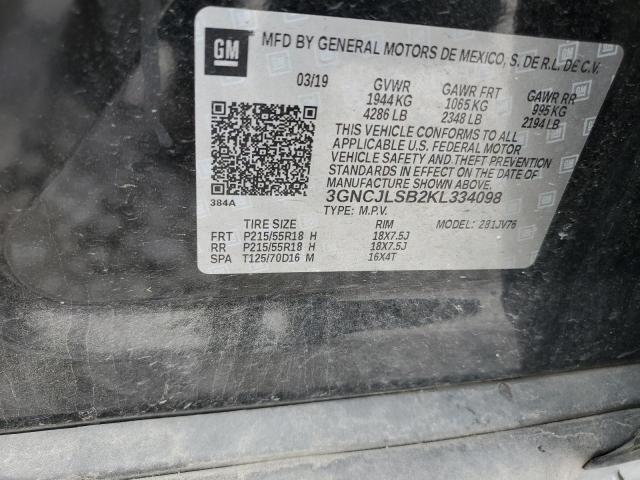 GM
MFD BY GENERAL MOTORS DE MEXICO, S. DE R.L. DE C.V.
03/19 GVWR GAWR FRT GAWR RR
1944 KG 1065 KG 995 KG
4286 LB 2348 LB 2194 LB
THIS VEHICLE CONFORMS TO ALL
APPLICABLE U.S. FEDERAL MOTOR
VEHICLE SAFETY AND THEFT PREVENTION
STANDARDS IN EFFECT ON THE DATE OF
MANUFACTURE SHOWN ABOVE.
384A 3GNCJLSB2KL334098
TYPE: M.P.V.
TIRE SIZE RIM MODEL: 2S1JV76
FRT P215/55R18 H 18X7.5J
RR P215/55R18 H 18X7.5J
SPA T125/70D16 M 16X4T